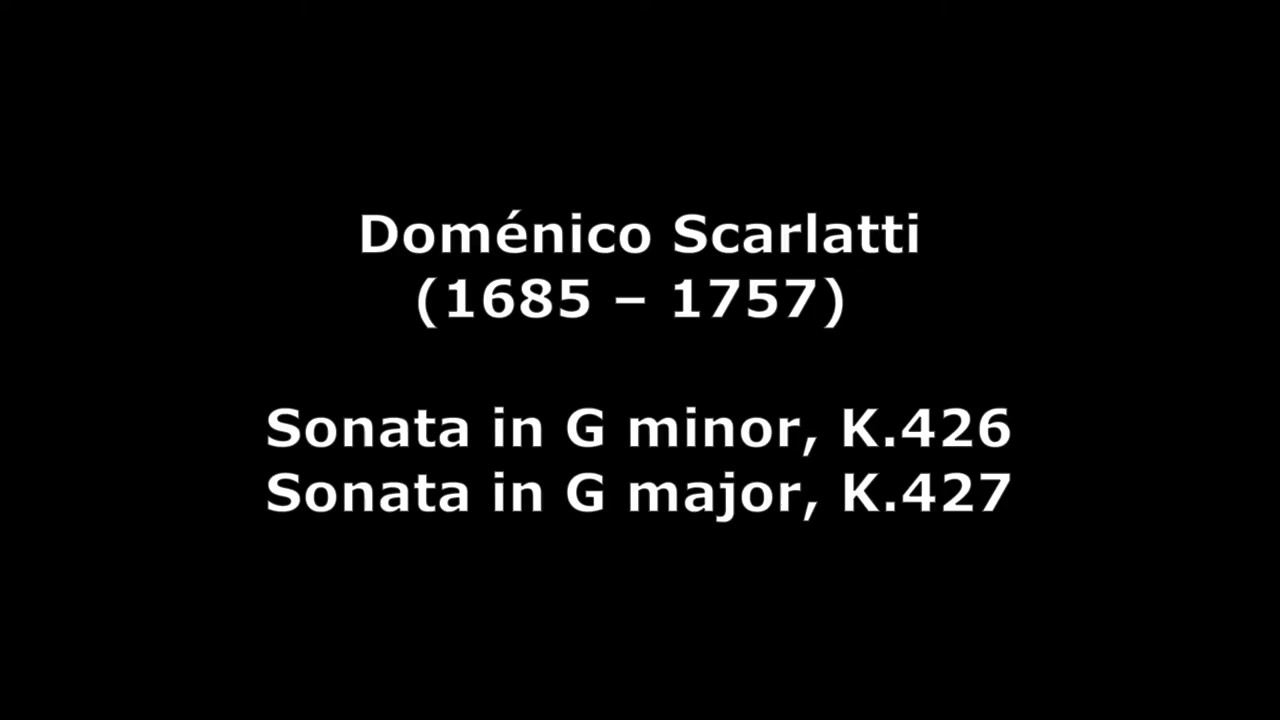 Doménico Scarlatti
(1685 – 1757)
Sonata in G minor, K.426
Sonata in G major, K.427